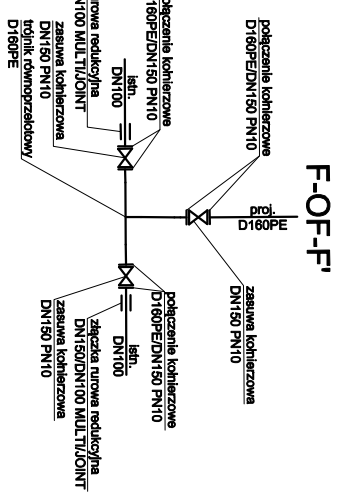 F-OF-F'
połączenie kołnierzowe
D160PE/DN150 PN10
proj.
D160PE
zasuwa kołnierzowa
DN150 PN10
połączenie kołnierzowe
160PE/DN150 PN10
istn.
DN100
rurowa redukcyjna
N100 MULTI/JOINT
zasuwa kołnierzowa
DN150 PN10
trójnik równoprzelotowy
D160PE
połączenie kołnierzowe
D160PE/DN150 PN10
istn.
DN100
złączka rurowa redukcyjna
DN150/DN100 MULTI/JOINT
zasuwa kołnierzowa
DN150 PN10